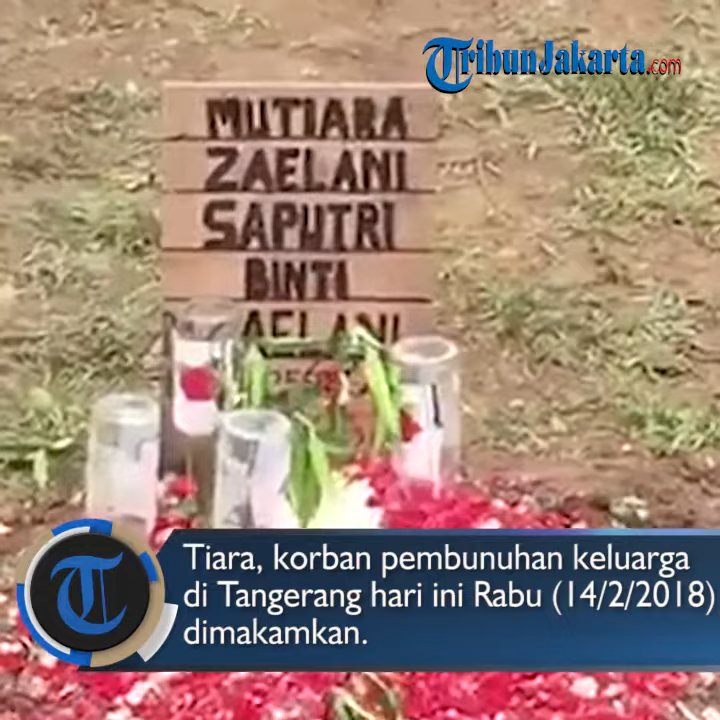 TribunJakarta.com
MUTIARA
ZAELANI
SAPUTRI
BINTI
AELANI
Tiara, korban pembunuhan keluarga
di Tangerang hari ini Rabu (14/2/2018)
dimakamkan.